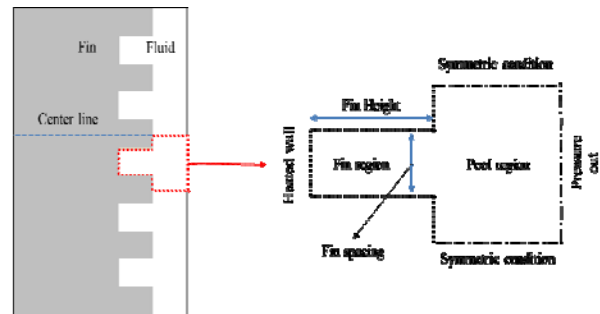 Fin
Fluid
Center line
Symmetric condition
Fin Height
Heated wall
Fin region
Pool region
Pressure
out
Fin spacing
Symmetric condition